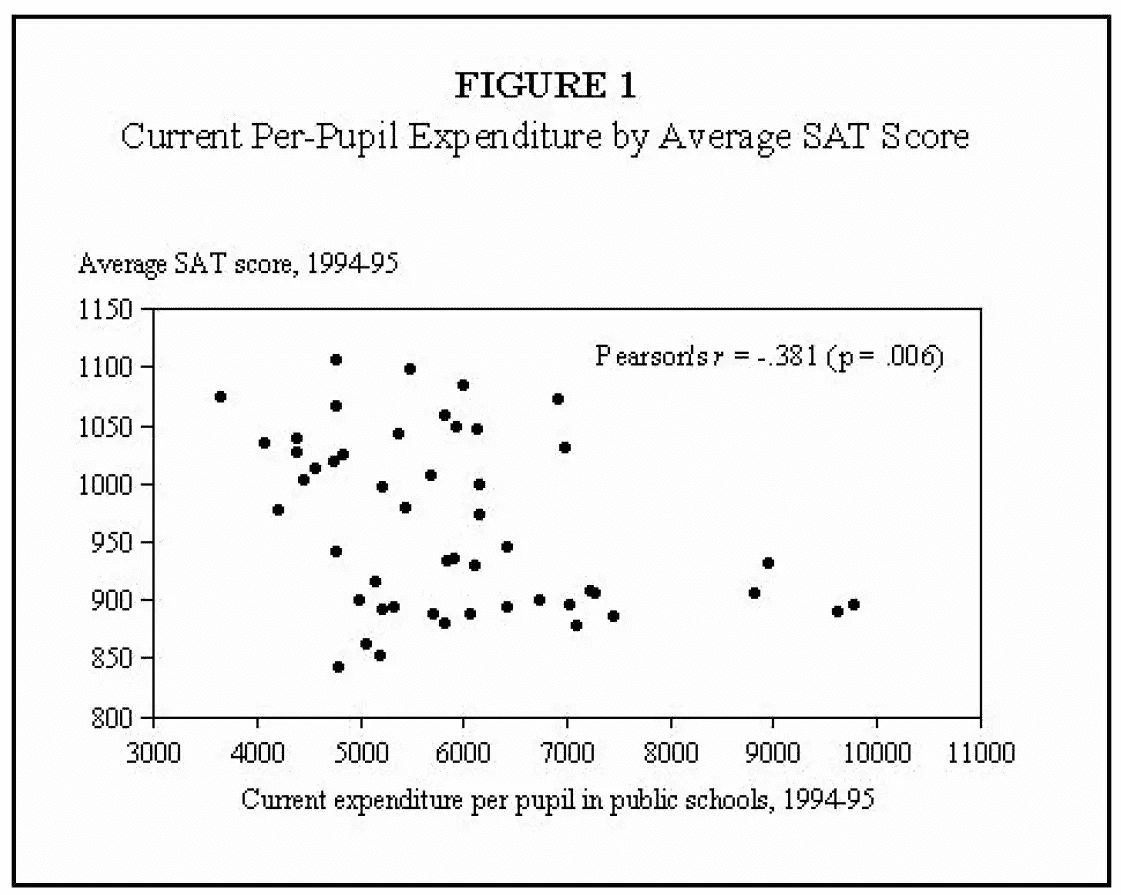 FIGURE 1
Current Per-Pupil Expenditure by Average SAT Score
Average SAT score, 1994-95
Pearson's r = -.381 (p = .006)
1150
1100
1050
1000
950
900
850
800
3000 4000 5000 6000 7000 8000 9000 10000 11000
Current expenditure per pupil in public schools, 1994-95